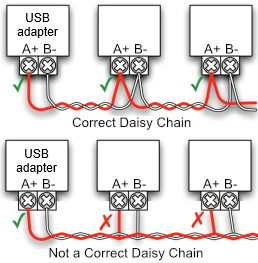 USB
adapter
A+ B- A+ B- A+ B-
Correct Daisy Chain
USB
adapter
A+ B- A+ B- A+ B-
Not a Correct Daisy Chain